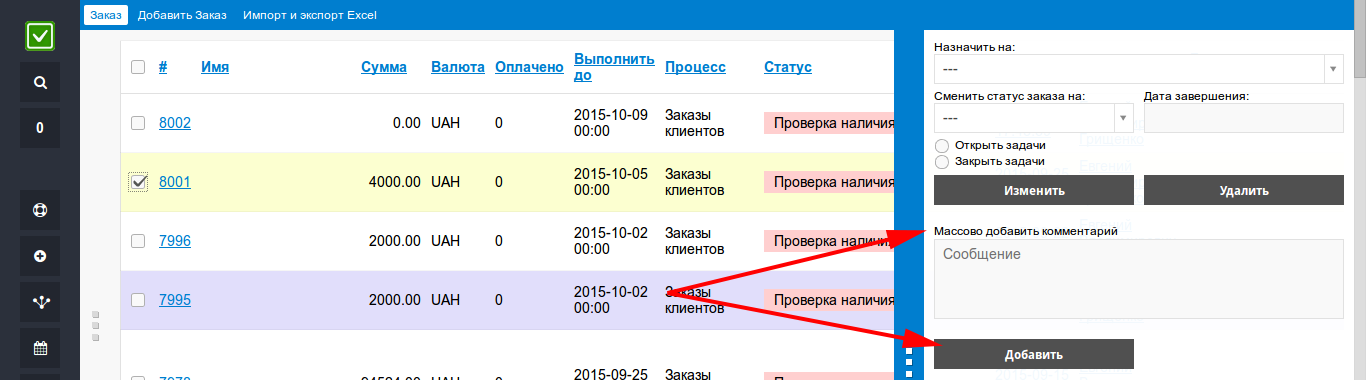 Заказ Добавить Заказ Импорт и экспорт Excel
0
# Имя Сумма Валюта Оплачено Выполнить до Процесс Статус
8002 0.00 UAH 0 2015-10-09 00:00 Заказы клиентов Проверка наличия
8001 4000.00 UAH 0 2015-10-05 00:00 Заказы клиентов Проверка наличия
7996 2000.00 UAH 0 2015-10-02 00:00 Заказы клиентов Проверка наличия
7995 2000.00 UAH 0 2015-10-02 00:00 Заказы клиентов Проверка наличия
2015-09-25 Заказы
Назначить на:
---
Сменить статус заказа на: Дата завершения:
---
Открыть задачи
Закрыть задачи
Изменить Удалить
Массово добавить комментарий
Сообщение
Добавить